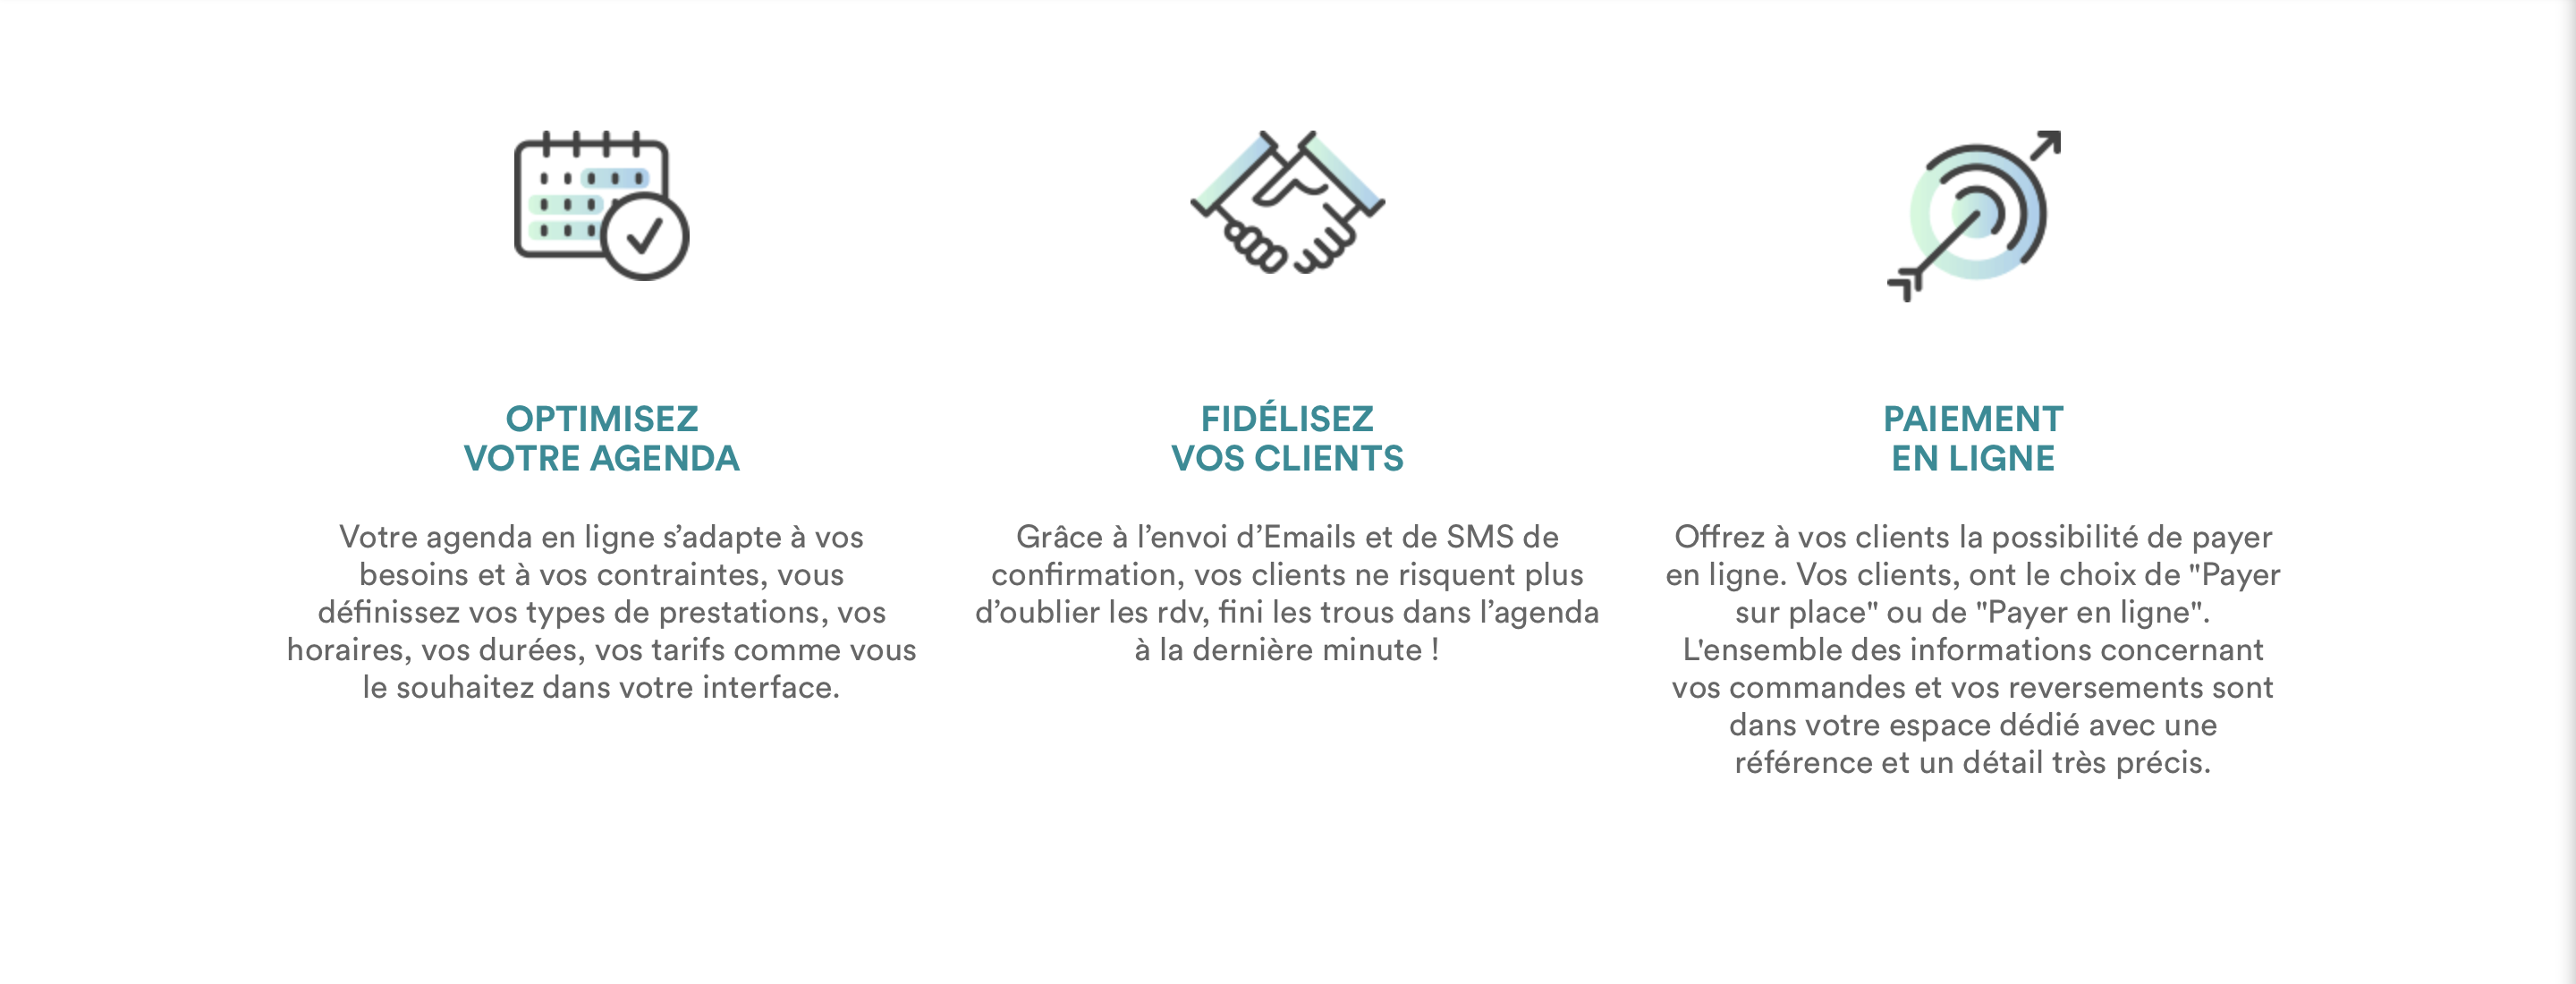 OPTIMISEZ
VOTRE AGENDA
Votre agenda en ligne s’adapte à vos
besoins et à vos contraintes, vous
définissez vos types de prestations, vos
horaires, vos durées, vos tarifs comme vous
le souhaitez dans votre interface.
FIDÉLISEZ
VOS CLIENTS
Grâce à l’envoi d’Emails et de SMS de
confirmation, vos clients ne risquent plus
d’oublier les rdv, fini les trous dans l’agenda
à la dernière minute !
PAIEMENT
EN LIGNE
Offrez à vos clients la possibilité de payer
en ligne. Vos clients, ont le choix de "Payer
sur place" ou de "Payer en ligne".
L'ensemble des informations concernant
vos commandes et vos reversements sont
dans votre espace dédié avec une
référence et un détail très précis.